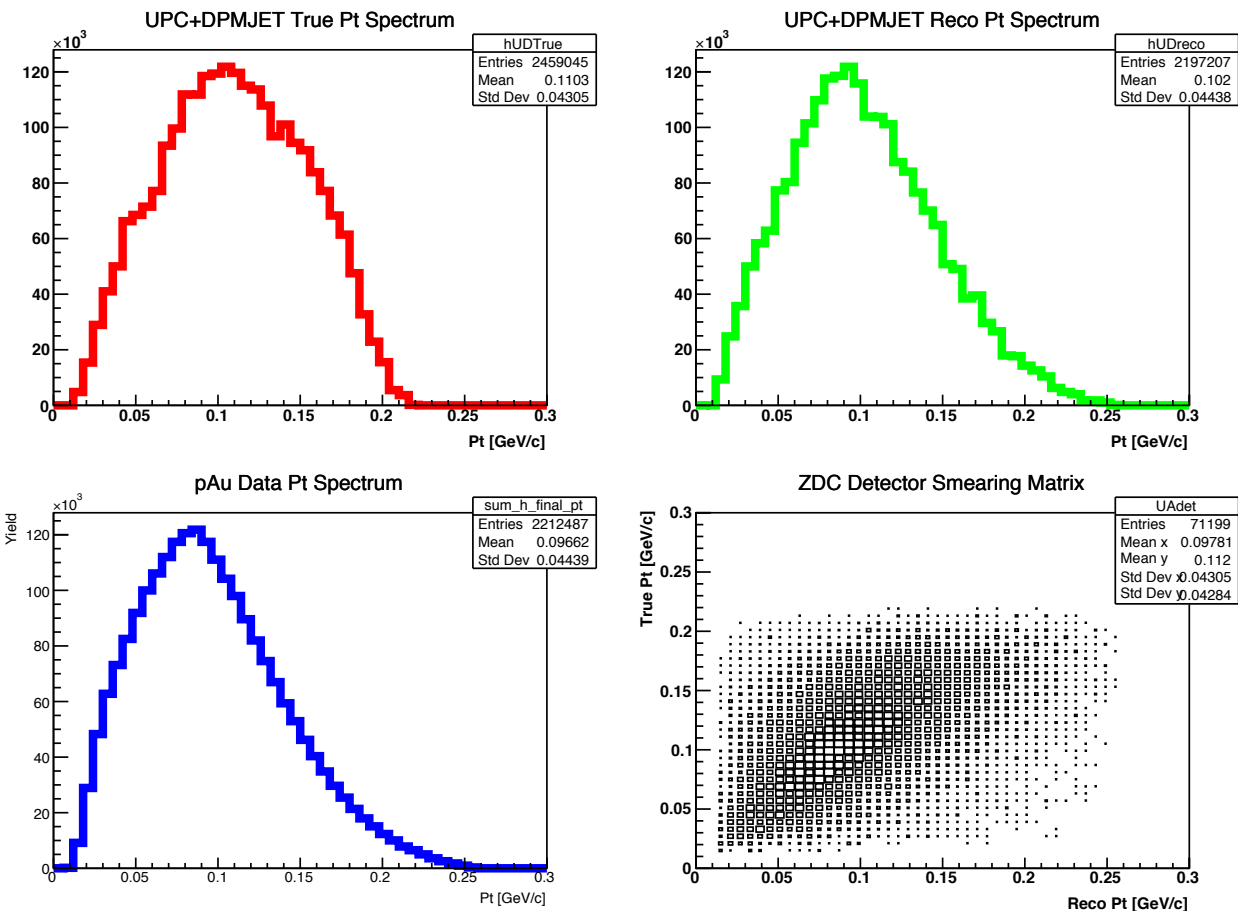 UPC+DPMJET True Pt Spectrum
×10³
hUDTrue
Entries 2459045
Mean 0.1103
Std Dev 0.04305
120
100
80
60
40
20
0
0 0.05 0.1 0.15 0.2 0.25 0.3
Pt [GeV/c]
UPC+DPMJET Reco Pt Spectrum
×10³
hUDreco
Entries 2197207
Mean 0.102
Std Dev 0.04438
120
100
80
60
40
20
0
0 0.05 0.1 0.15 0.2 0.25 0.3
Pt [GeV/c]
pAu Data Pt Spectrum
×10³
Yield
sum_h_final_pt
Entries 2212487
Mean 0.09662
Std Dev 0.04439
120
100
80
60
40
20
0
0 0.05 0.1 0.15 0.2 0.25 0.3
Pt [GeV/c]
ZDC Detector Smearing Matrix
True Pt [GeV/c]
UAdet
Entries 71199
Mean x 0.09781
Mean y 0.112
Std Dev x 0.04305
Std Dev y 0.04284
0.3
0.25
0.2
0.15
0.1
0.05
0
0 0.05 0.1 0.15 0.2 0.25 0.3
Reco Pt [GeV/c]